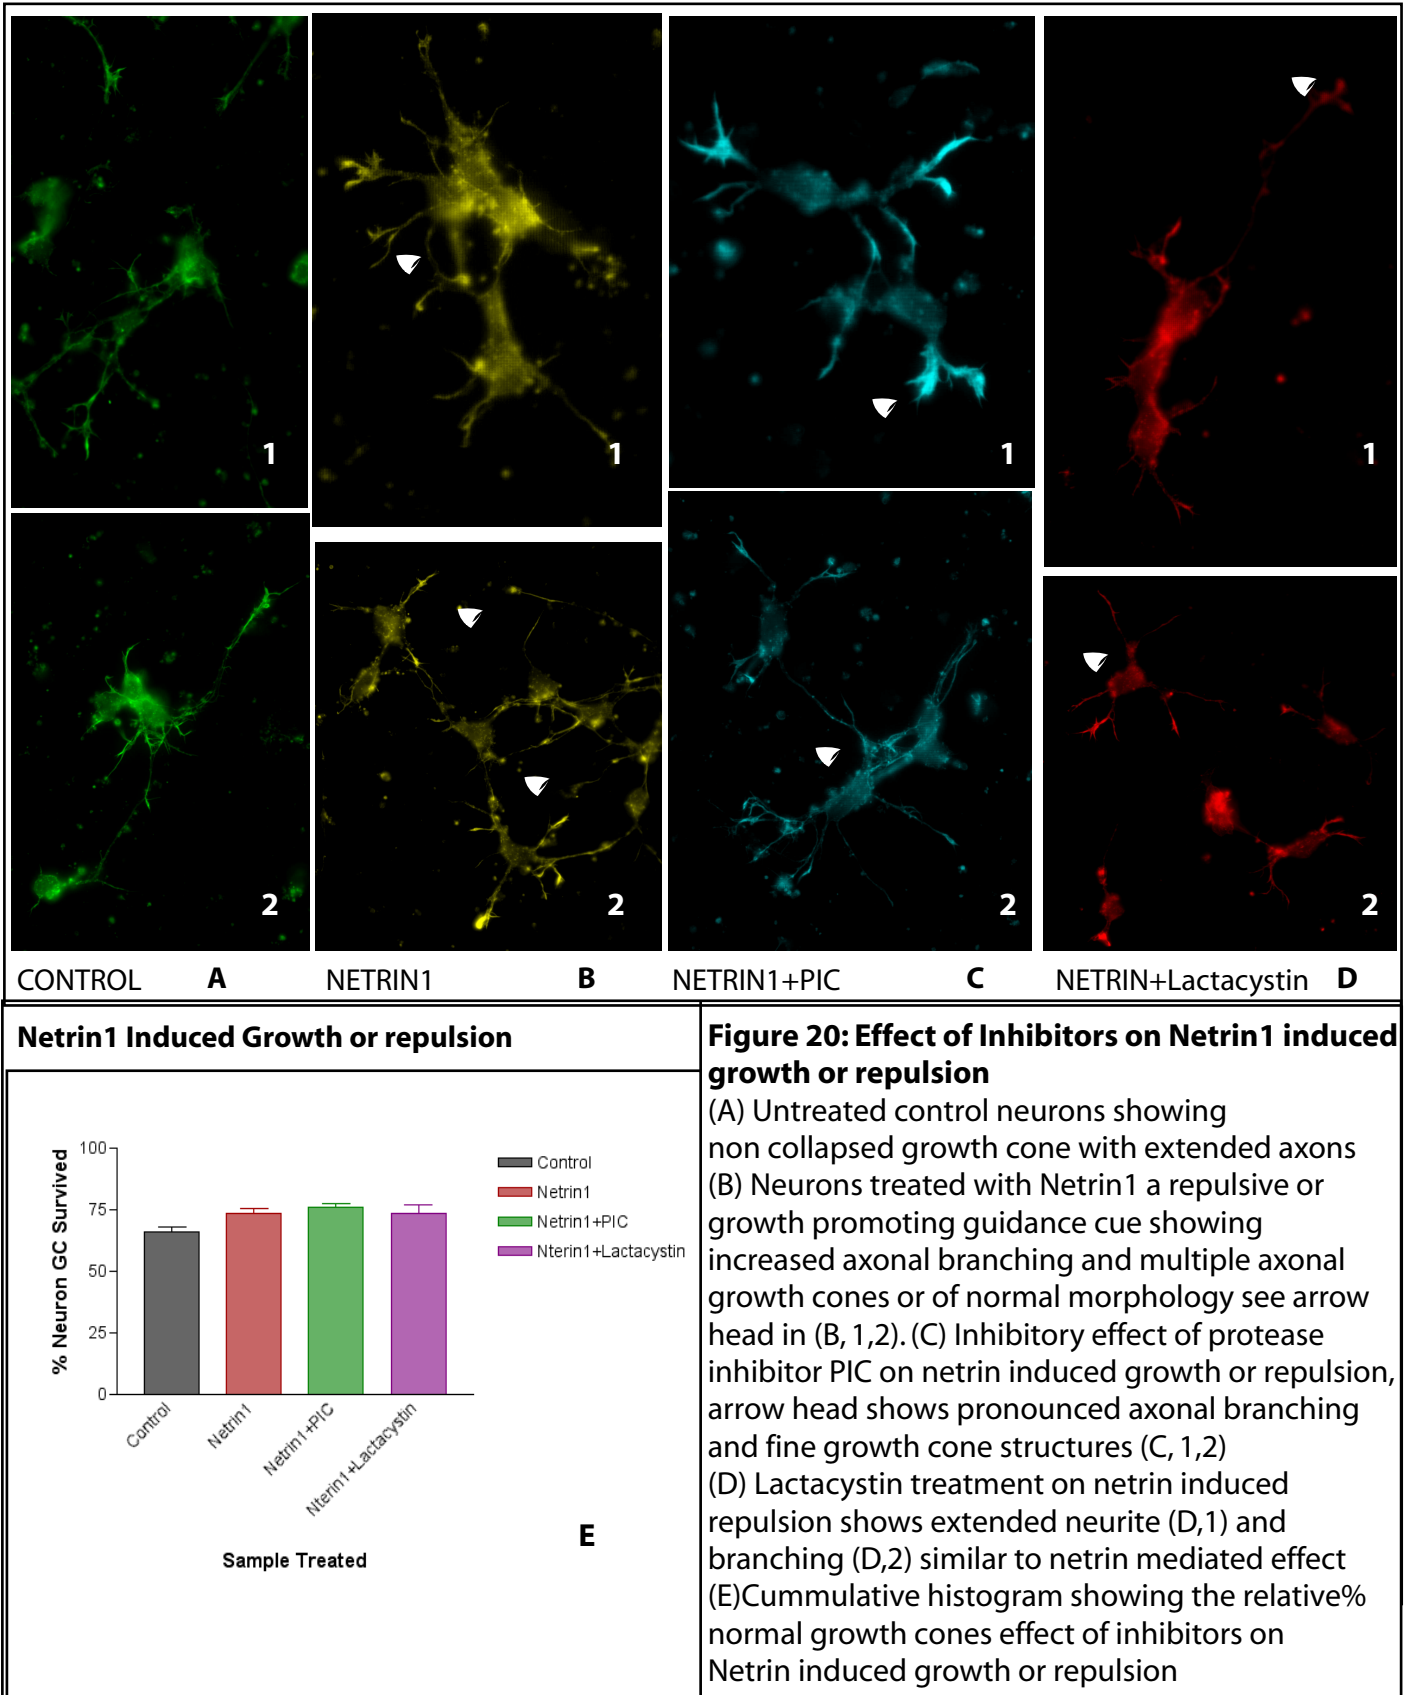 1
1
1
1
2
2
2
2
CONTROL A NETRIN1 B NETRIN1+PIC C NETRIN+Lactacystin D
Netrin1 Induced Growth or repulsion
100
75
50
25
0
% Neuron GC Survived
Control
Netrin1
Netrin1+PIC
Nterin1+Lactacystin
Control
Netrin1
Netrin1+PIC
Nterin1+Lactacystin
Sample Treated
E
Figure 20: Effect of Inhibitors on Netrin1 induced
growth or repulsion
(A) Untreated control neurons showing
non collapsed growth cone with extended axons
(B) Neurons treated with Netrin1 a repulsive or
growth promoting guidance cue showing
increased axonal branching and multiple axonal
growth cones or of normal morphology see arrow
head in (B, 1,2). (C) Inhibitory effect of protease
inhibitor PIC on netrin induced growth or repulsion,
arrow head shows pronounced axonal branching
and fine growth cone structures (C, 1,2)
(D) Lactacystin treatment on netrin induced
repulsion shows extended neurite (D,1) and
branching (D,2) similar to netrin mediated effect
(E)Cummulative histogram showing the relative%
normal growth cones effect of inhibitors on
Netrin induced growth or repulsion